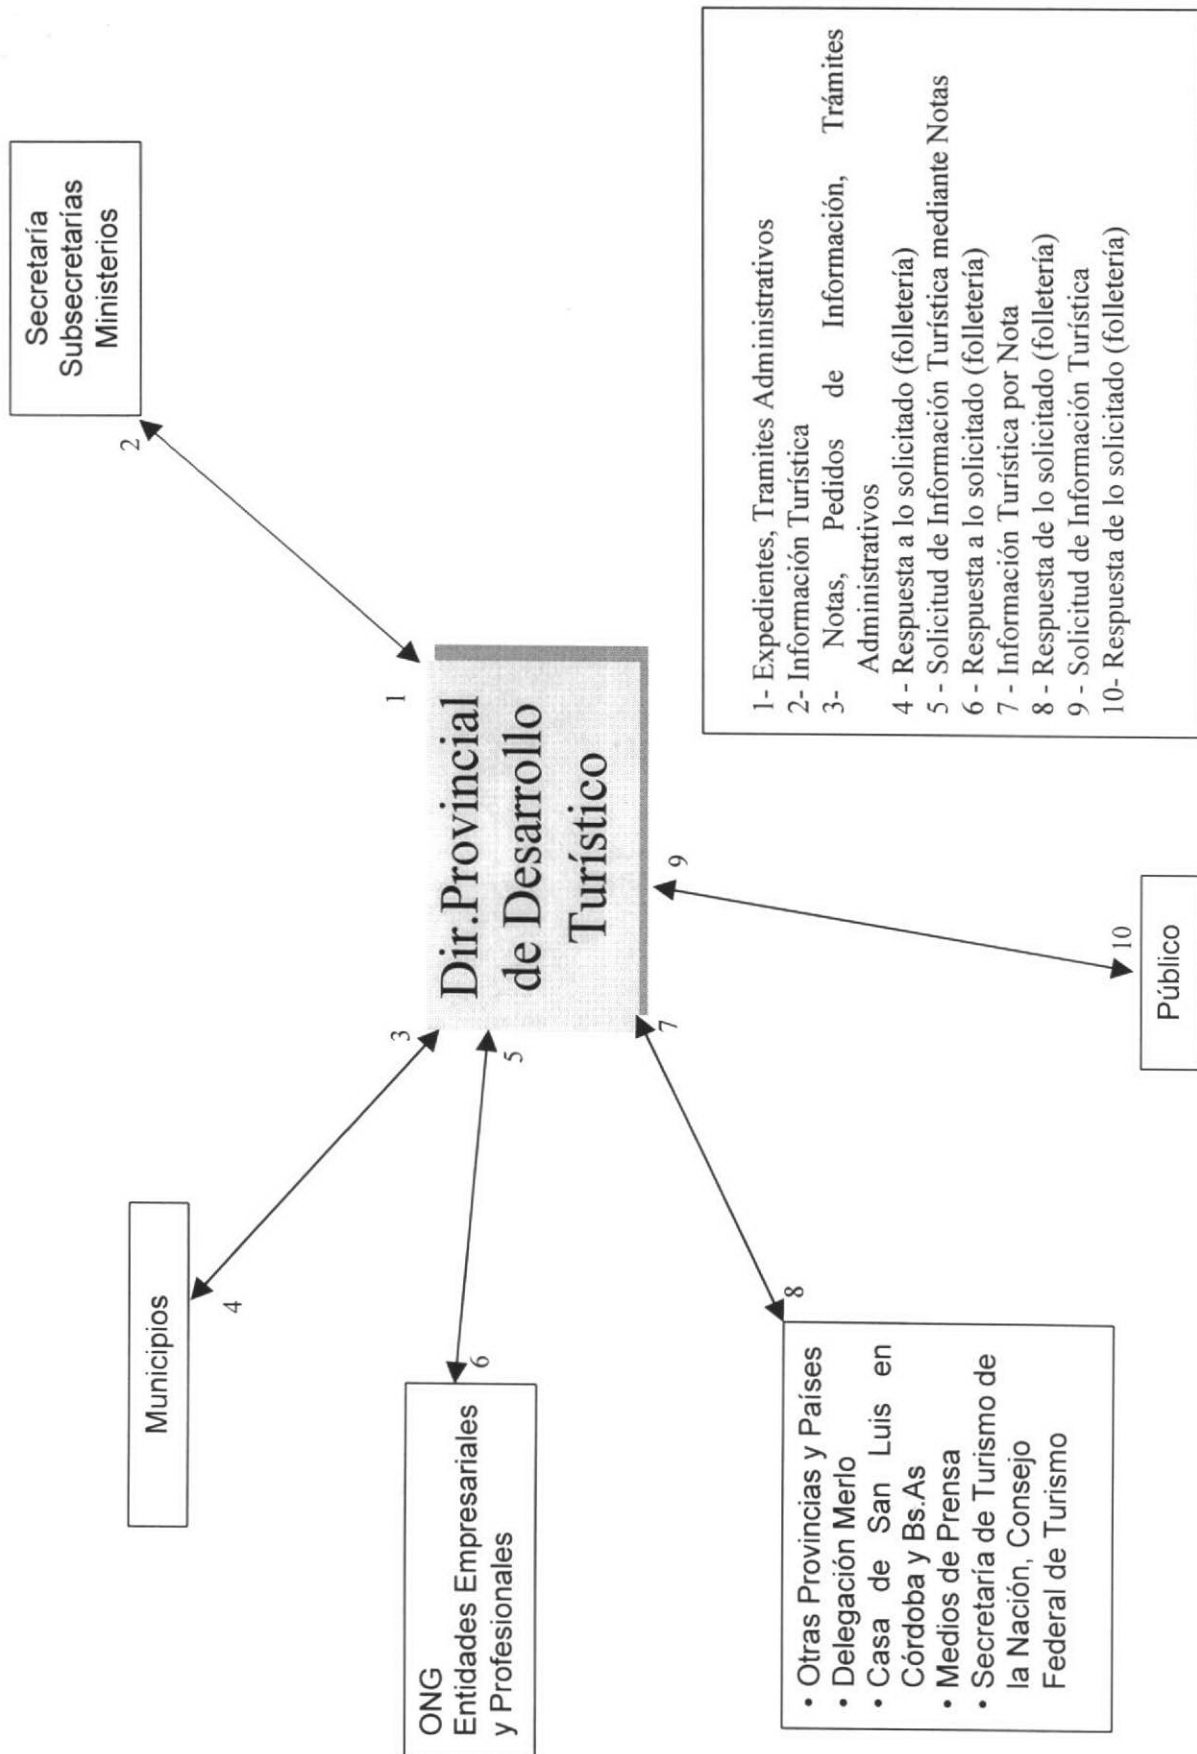 Municipios
4
3
ONG
Entidades Empresariales
y Profesionales
6
5
• Otras Provincias y Países
• Delegación Merlo
• Casa de San Luis en
Córdoba y Bs.As
• Medios de Prensa
• Secretaría de Turismo de
la Nación, Consejo
Federal de Turismo
8
7
Dir.Provincial
de Desarrollo
Turístico
1
2
Secretaría
Subsecretarías
Ministerios
9
10
Público
1- Expedientes, Tramites Administrativos
2- Información Turística
3- Notas, Pedidos de Información, Trámites
Administrativos
4 - Respuesta a lo solicitado (folletería)
5 - Solicitud de Información Turística mediante Notas
6 - Respuesta a lo solicitado (folletería)
7 - Información Turística por Nota
8 - Respuesta de lo solicitado (folletería)
9 - Solicitud de Información Turística
10- Respuesta de lo solicitado (folletería)